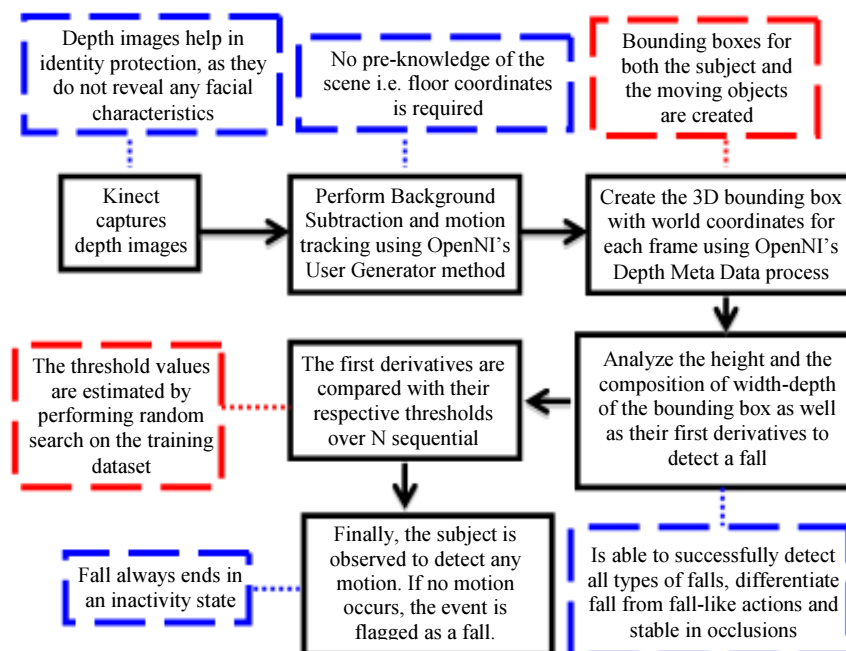 Depth images help in
identity protection, as they
do not reveal any facial
characteristics
No pre-knowledge of the
scene i.e. floor coordinates
is required
Bounding boxes for
both the subject and
the moving objects
are created
Kinect
captures
depth images
Perform Background
Subtraction and motion
tracking using OpenNI's
User Generator method
Create the 3D bounding box
with world coordinates for
each frame using OpenNI's
Depth Meta Data process
The threshold values
are estimated by
performing random
search on the training
dataset
The first derivatives are
compared with their
respective thresholds
over N sequential
Analyze the height and the
composition of width-depth
of the bounding box as well
as their first derivatives to
detect a fall
Fall always ends in
an inactivity state
Finally, the subject is
observed to detect any
motion. If no motion
occurs, the event is
flagged as a fall.
Is able to successfully detect
all types of falls, differentiate
fall from fall-like actions and
stable in occlusions